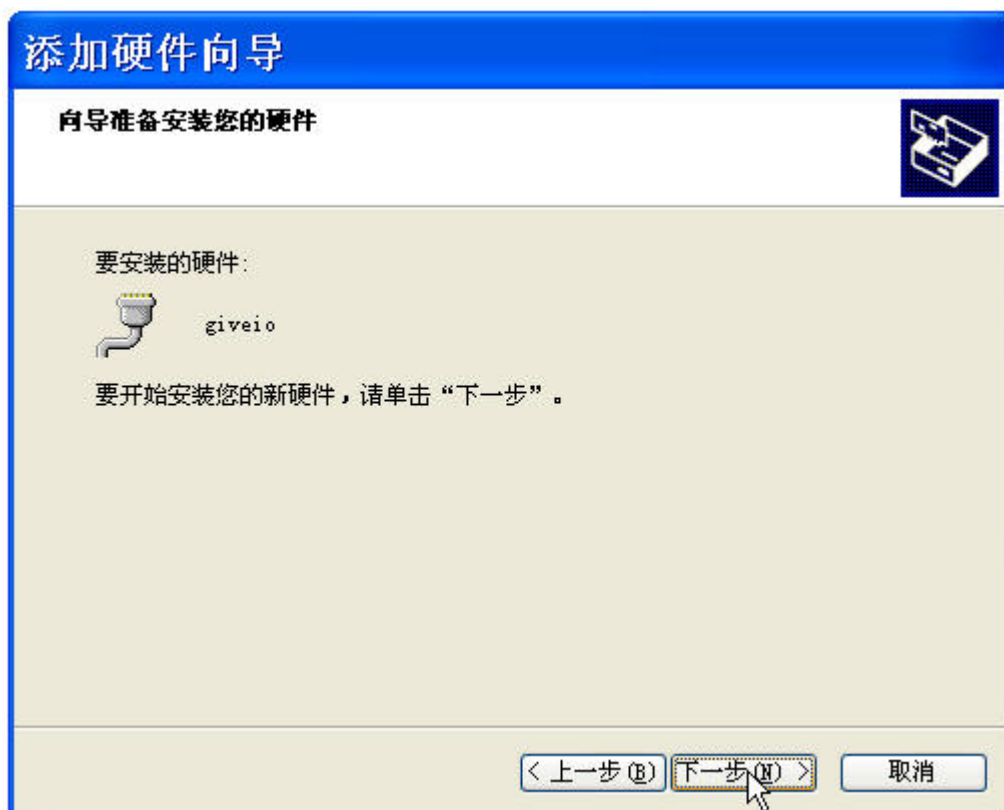 添加硬件向导
向导准备安装您的硬件
要安装的硬件:
giveio
要开始安装您的新硬件，请单击“下一步”。
< 上一步(B) 下一步(N) > 取消